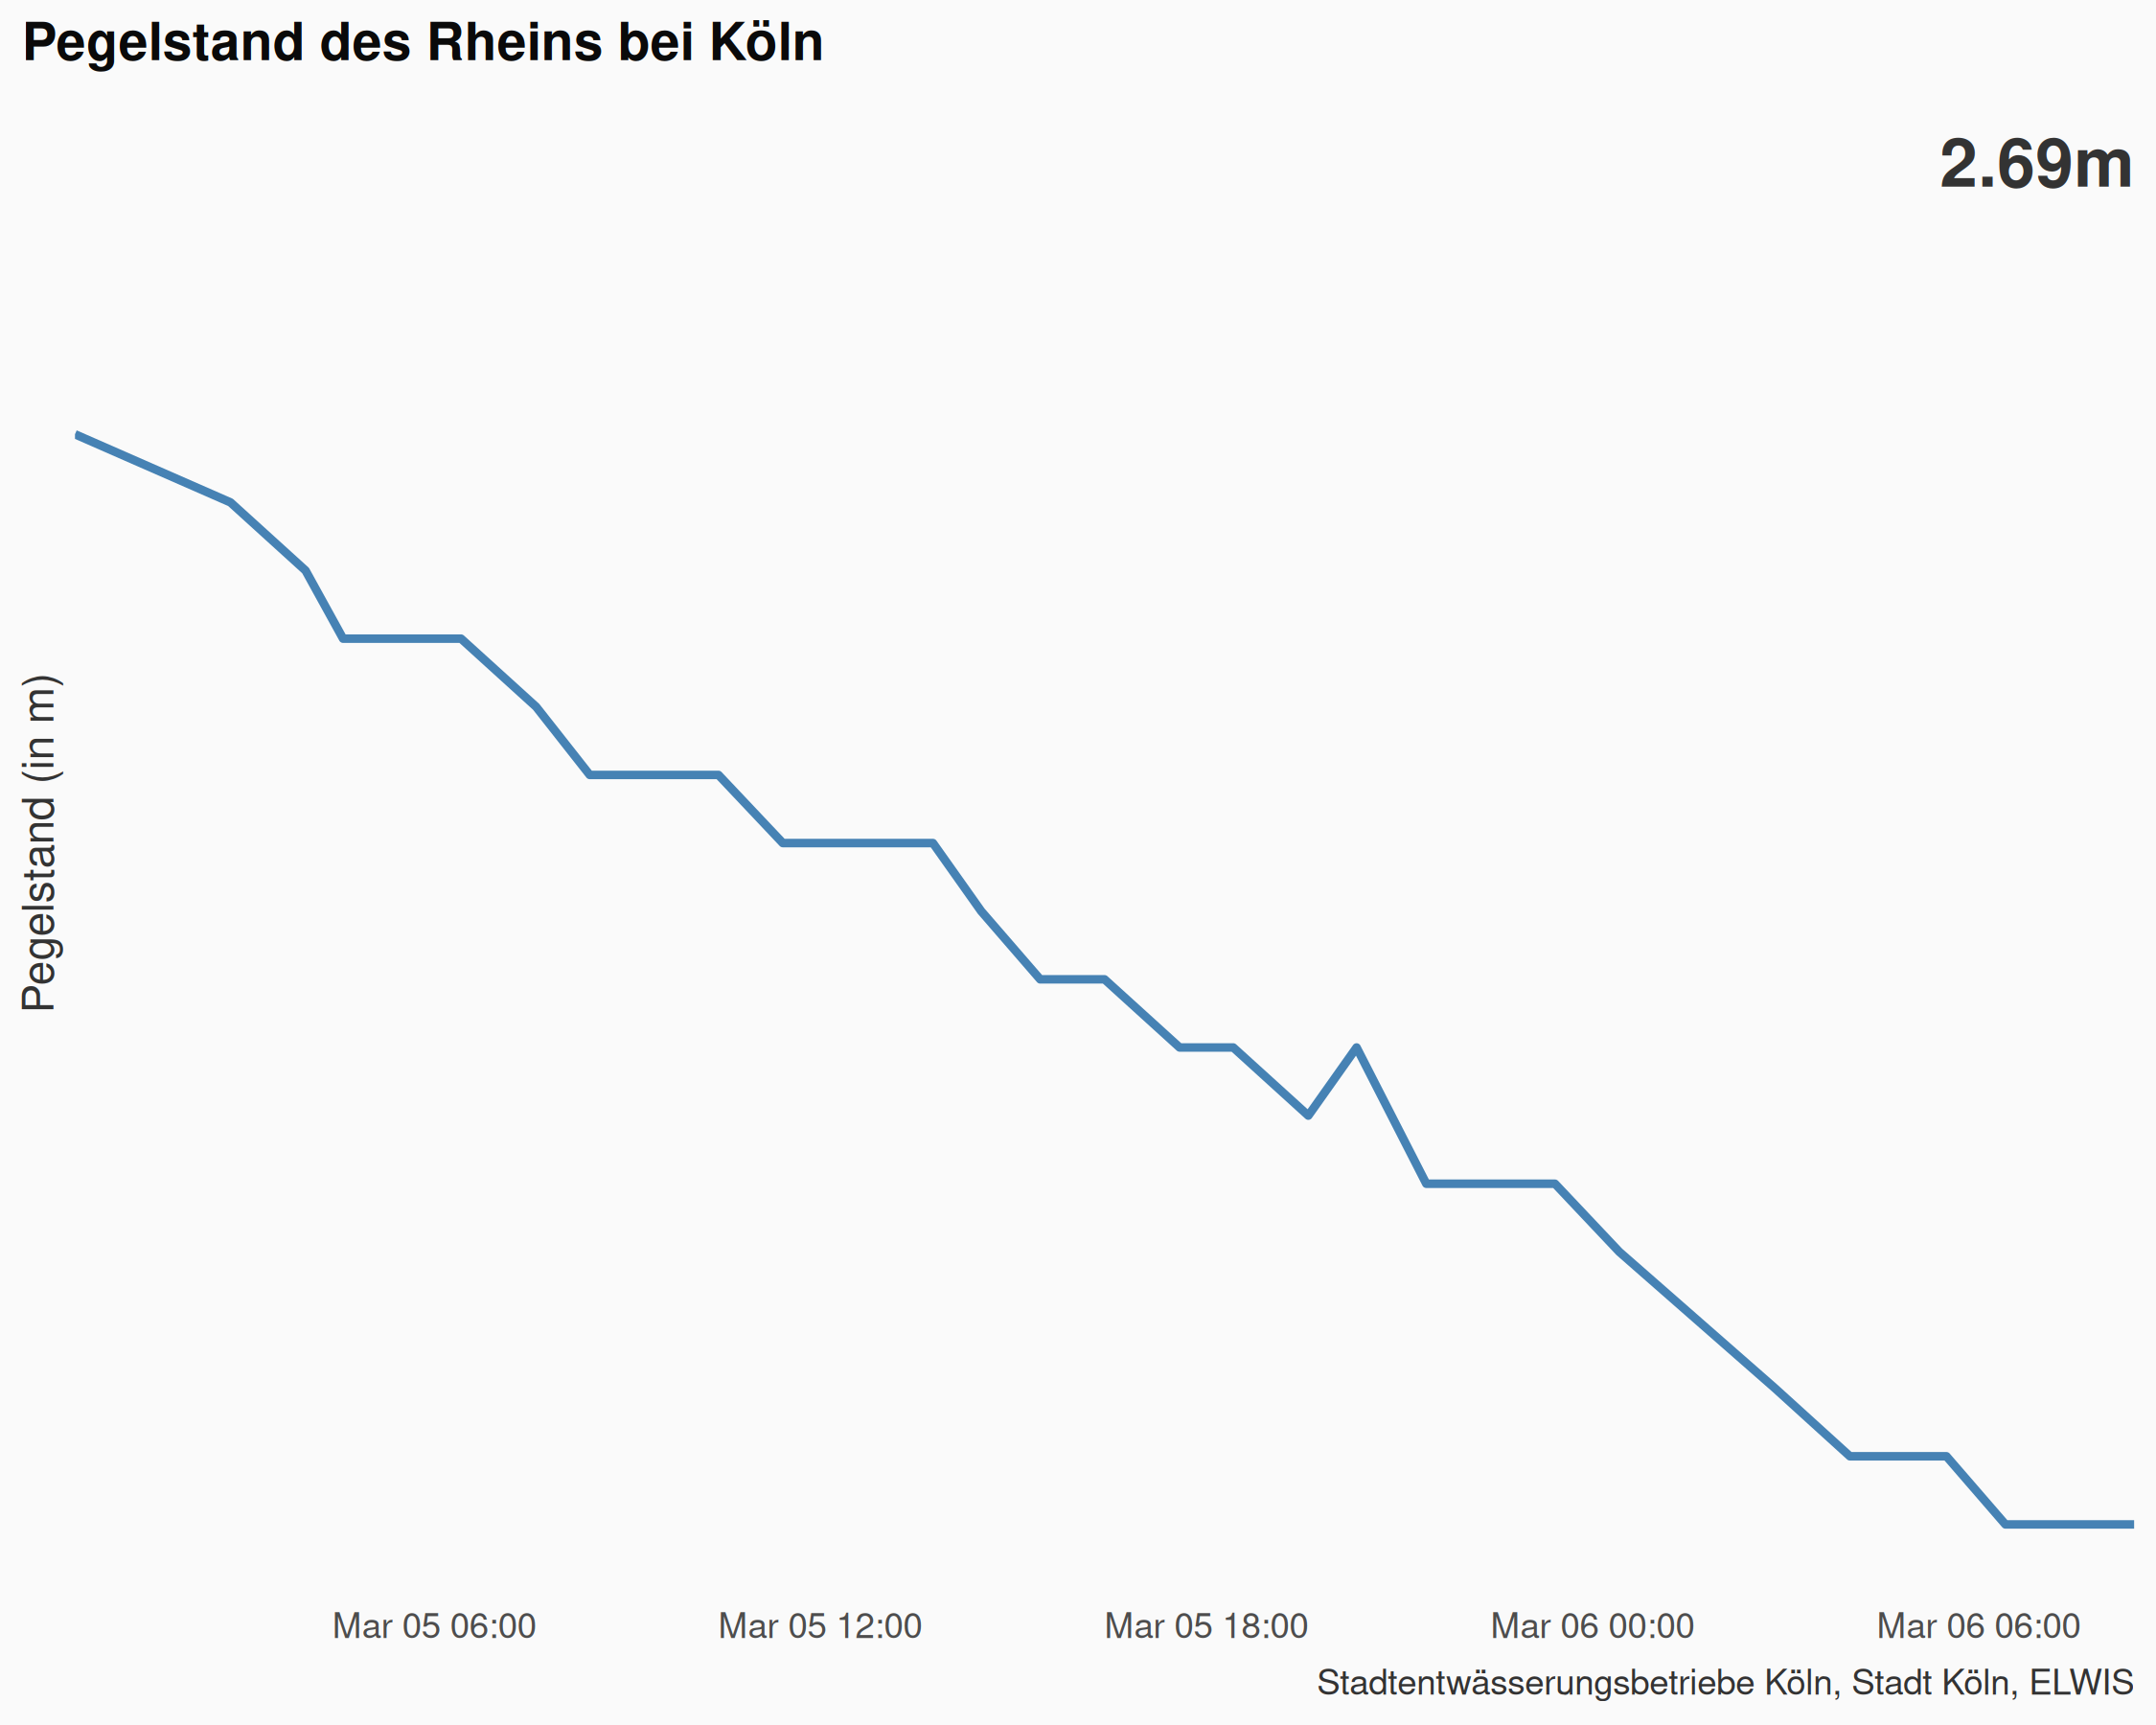 Pegelstand des Rheins bei Köln
2.69m
Pegelstand (in m)
Mar 05 06:00
Mar 05 12:00
Mar 05 18:00
Mar 06 00:00
Mar 06 06:00
Stadtentwässerungsbetriebe Köln, Stadt Köln, ELWIS